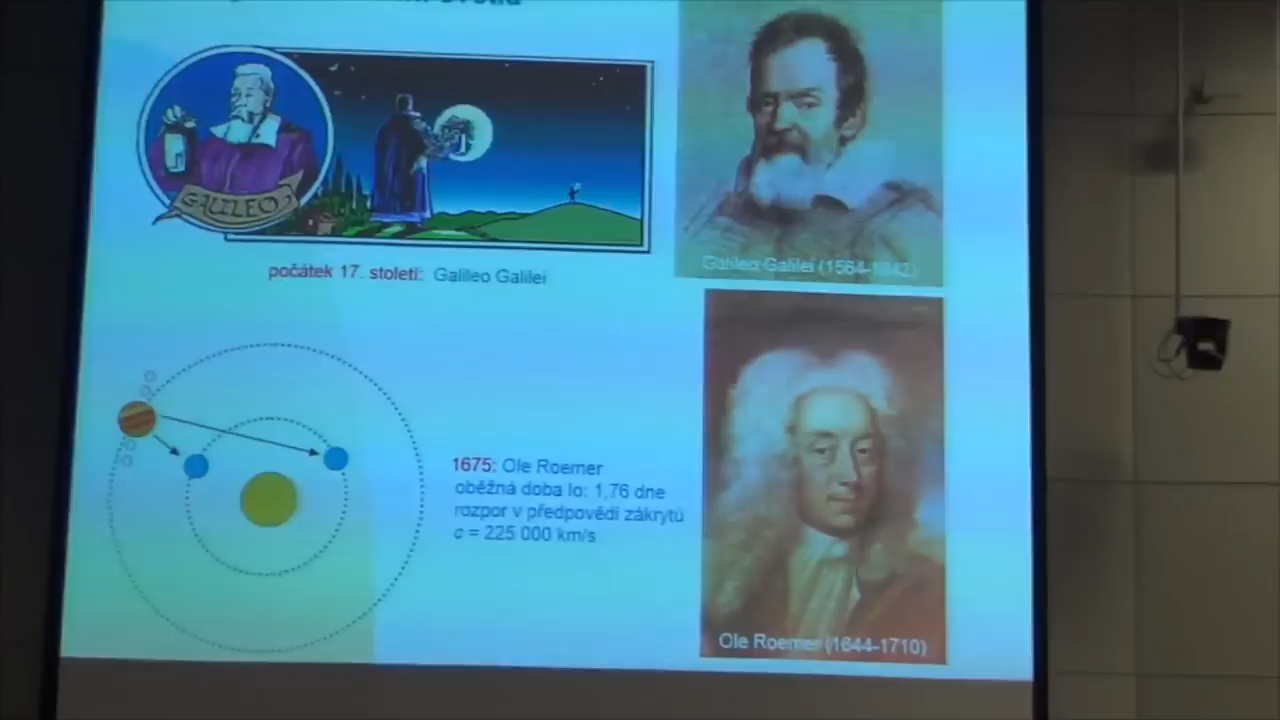 GALILEO
počátek 17. století: Galileo Galilei
Galileo Galilei (1564-1642)
1675: Ole Roemer
oběžná doba Io: 1,76 dne
rozpor v předpovědi zákrytů
c = 225 000 km/s
Ole Roemer (1644-1710)